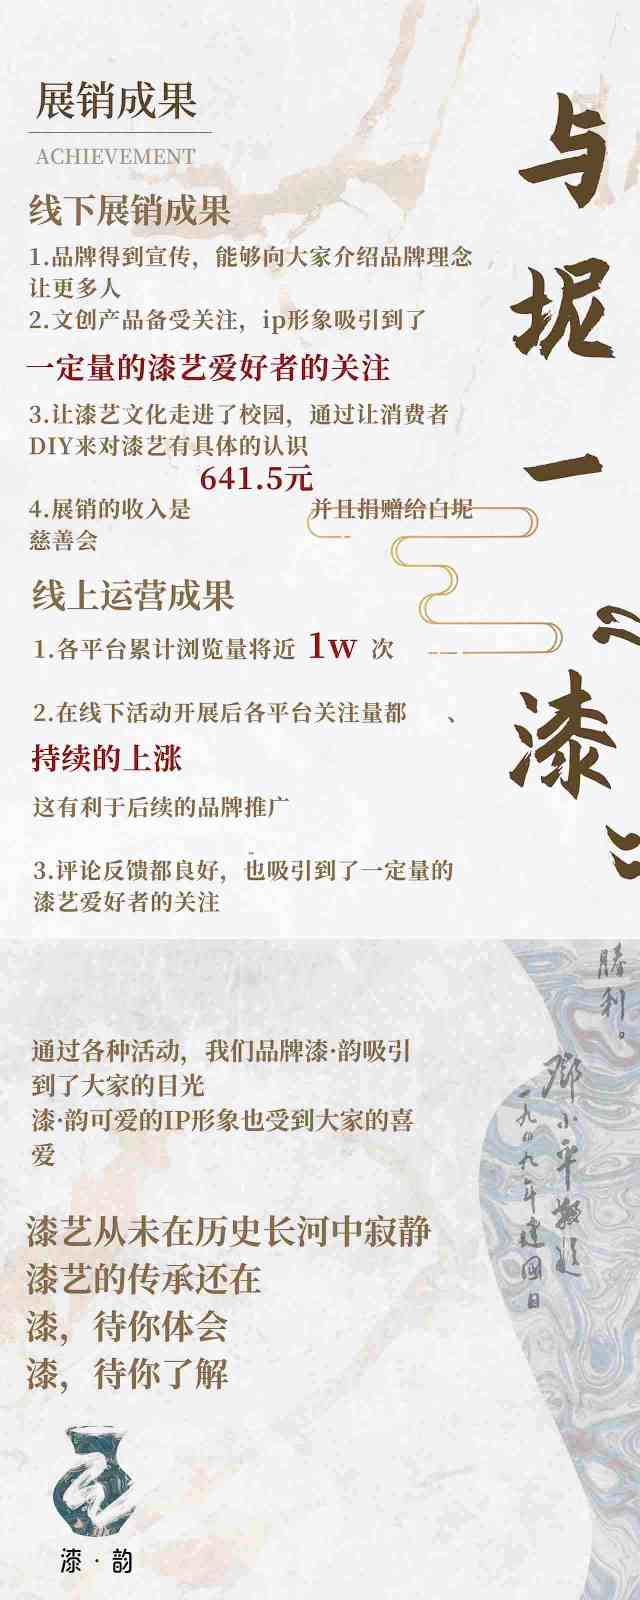 展销成果
ACHIEVEMENT
线下展销成果
1.品牌得到宣传，能够向大家介绍品牌理念
让更多人
2.文创产品备受关注，ip形象吸引到了
一定量的漆艺爱好者的关注
3.让漆艺文化走进了校园，通过让消费者
DIY来对漆艺有具体的认识
641.5元
4.展销的收入是 并且捐赠给白坭
慈善会
线上运营成果
1.各平台累计浏览量将近 1w 次
2.在线下活动开展后各平台关注量都 、
持续的上涨
这有利于后续的品牌推广
3.评论反馈都良好，也吸引到了一定量的
漆艺爱好者的关注
与坭一“漆”
通过各种活动，我们品牌漆·韵吸引
到了大家的目光
漆·韵可爱的IP形象也受到大家的喜
爱
漆艺从未在历史长河中寂静
漆艺的传承还在
漆，待你体会
漆，待你了解
漆·韵
勝利。
邓小平敬题
一九四九年建國日